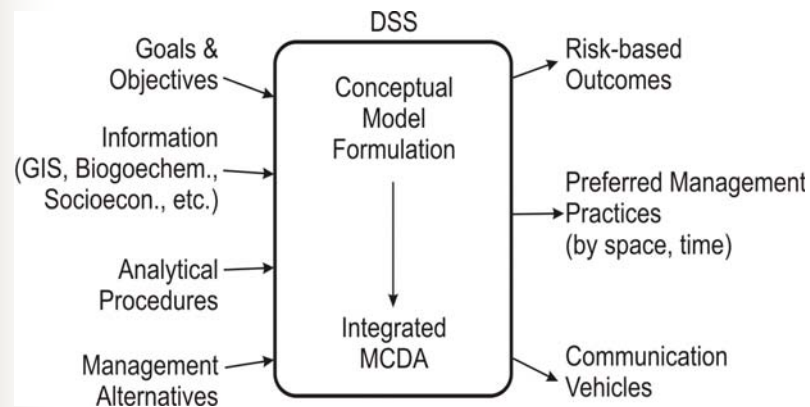 DSS
Goals &
Objectives
Information
(GIS, Biogoechem.,
Socioecon., etc.)
Analytical
Procedures
Management
Alternatives
Conceptual
Model
Formulation
Integrated
MCDA
Risk-based
Outcomes
Preferred Management
Practices
(by space, time)
Communication
Vehicles